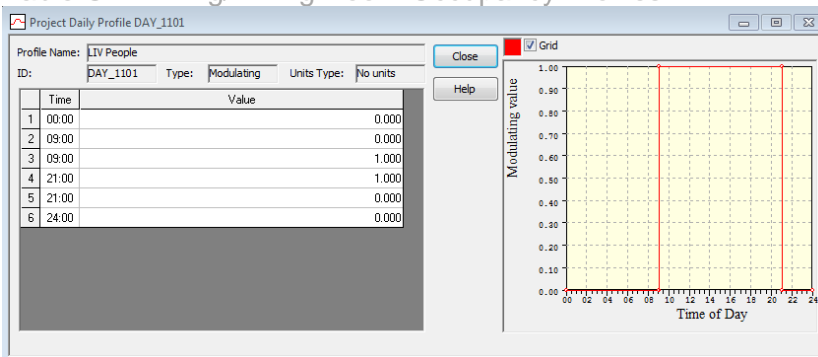 Project Daily Profile DAY_1101
Profile Name: LIV People
ID: DAY_1101 Type: Modulating Units Type: No units
Close
Help
Time Value
1 00:00 0.000
2 09:00 0.000
3 09:00 1.000
4 21:00 1.000
5 21:00 0.000
6 24:00 0.000
Grid
Modulating value
1.00
0.90
0.80
0.70
0.60
0.50
0.40
0.30
0.20
0.10
0.00
00 02 04 06 08 10 12 14 16 18 20 22 24
Time of Day